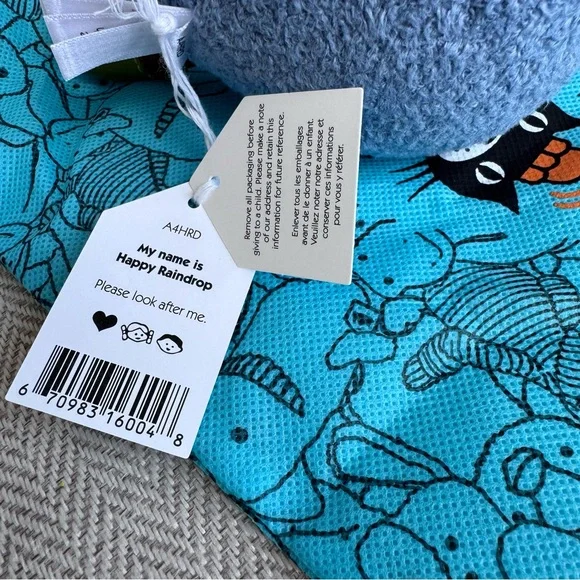 Remove all packaging before
giving to a child. Please make a note
of our address and retain this
information for future reference.
Enlever tous les emballages
avant de le donner à un enfant.
Veuillez noter notre adresse et
conserver ces informations
pour vous y référer.
A4HRD
My name is
Happy Raindrop
Please look after me.
6 70983 16004 8